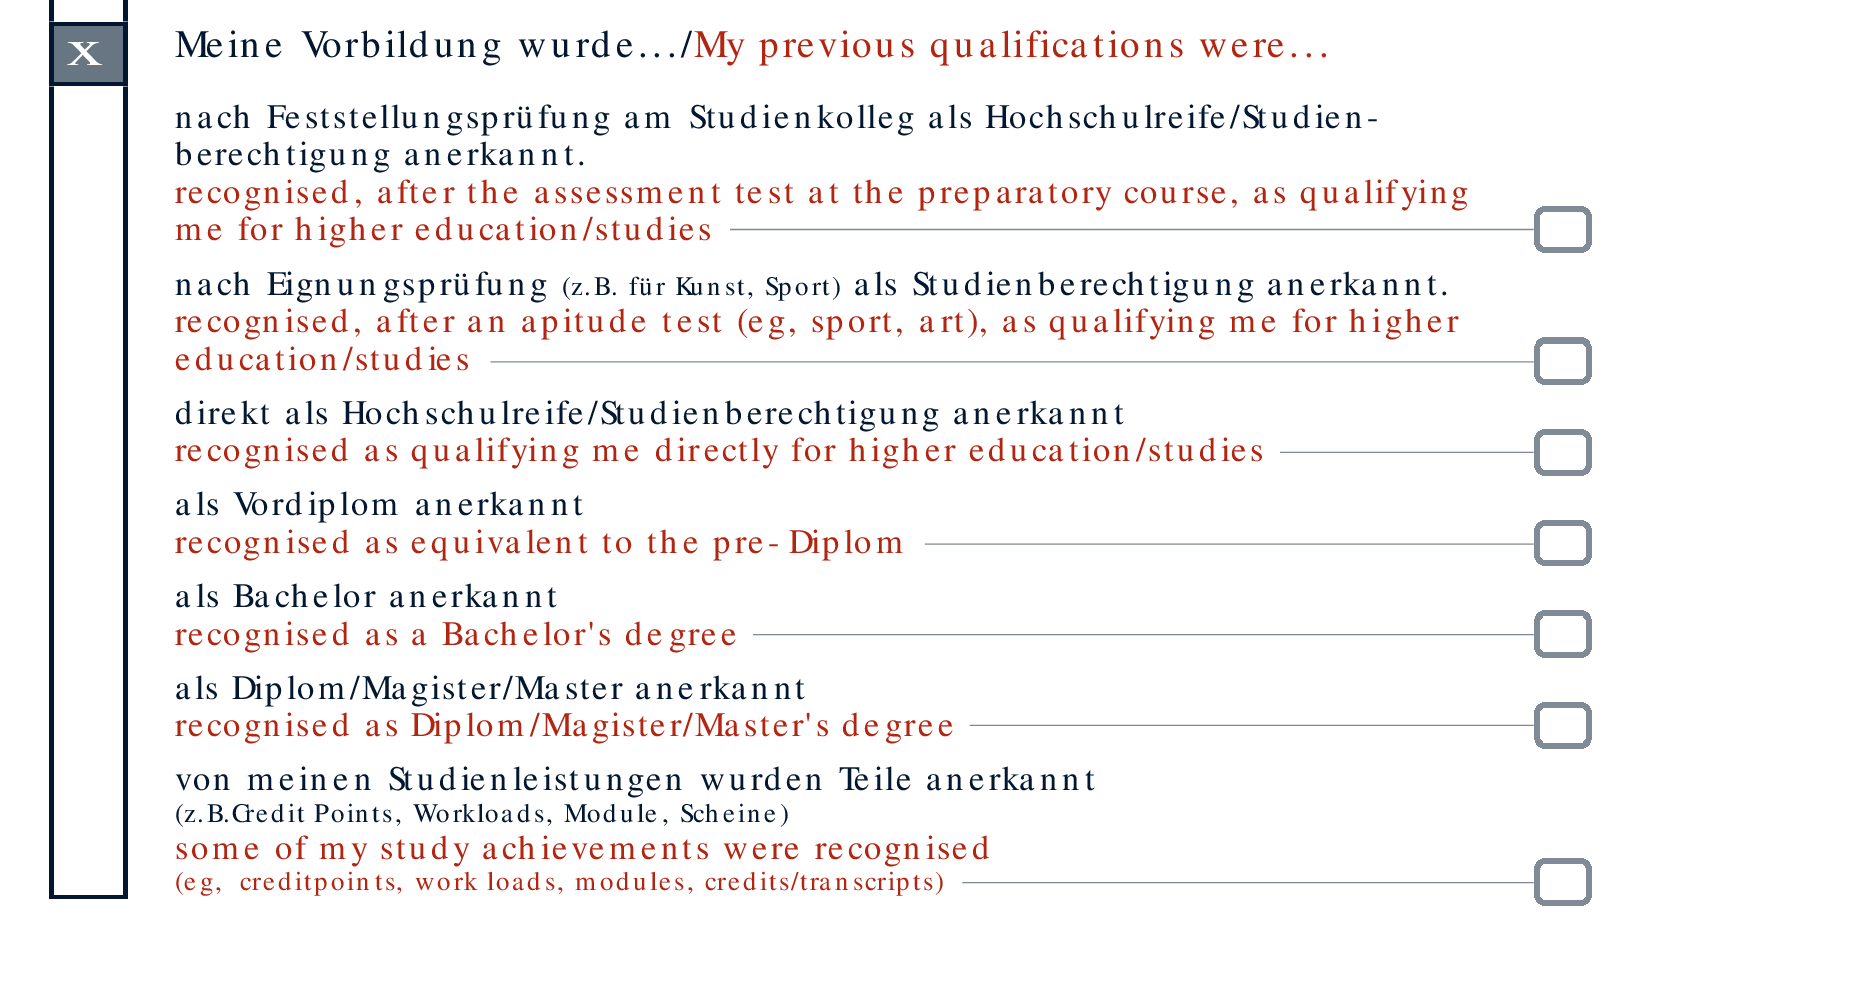 X
Meine Vorbildung wurde.../My previous qualifications were...
nach Feststellungsprüfung am Studienkolleg als Hochschulreife/Studien-
berechtigung anerkannt.
recognised, after the assessment test at the preparatory course, as qualifying
me for higher education/studies
nach Eignungsprüfung (z.B. für Kunst, Sport) als Studienberechtigung anerkannt.
recognised, after an apitude test (eg, sport, art), as qualifying me for higher
education/studies
direkt als Hochschulreife/Studienberechtigung anerkannt
recognised as qualifying me directly for higher education/studies
als Vordiplom anerkannt
recognised as equivalent to the pre-Diplom
als Bachelor anerkannt
recognised as a Bachelor's degree
als Diplom/Magister/Master anerkannt
recognised as Diplom/Magister/Master's degree
von meinen Studienleistungen wurden Teile anerkannt
(z.B.Credit Points, Workloads, Module, Scheine)
some of my study achievements were recognised
(eg, creditpoints, work loads, modules, credits/transcripts)